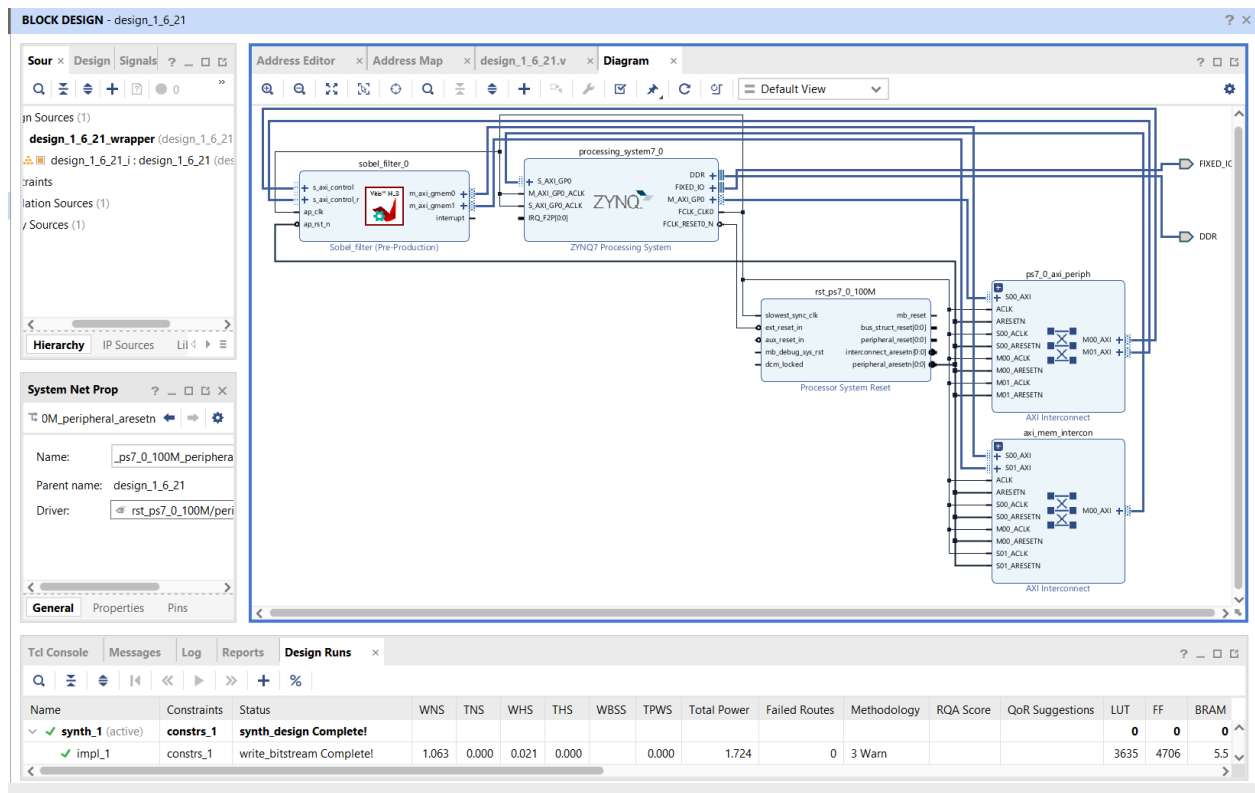 BLOCK DESIGN - design_1_6_21
Sour × Design Signals
0
gn Sources (1)
design_1_6_21_wrapper (design_1_6_21
design_1_6_21_i : design_1_6_21 (des
raints
lation Sources (1)
y Sources (1)
Hierarchy IP Sources Lil
System Net Prop
0M_peripheral_aresetn
Name: _ps7_0_100M_periphera
Parent name: design_1_6_21
Driver: rst_ps7_0_100M/peri
General Properties Pins
Address Editor × Address Map × design_1_6_21.v × Diagram ×
Default View
sobel_filter_0
s_axi_control
s_axi_control_r
ap_clk
ap_rst_n
m_axi_gmem0
m_axi_gmem1
interrupt
Sobel_filter (Pre-Production)
processing_system7_0
S_AXI_GP0
M_AXI_GP0_ACLK
S_AXI_GP0_ACLK
IRQ_F2P[0:0]
ZYNQ
DDR
FIXED_IO
M_AXI_GP0
FCLK_CLK0
FCLK_RESET0_N
ZYNQ7 Processing System
FIXED_IO
DDR
rst_ps7_0_100M
slowest_sync_clk
ext_reset_in
aux_reset_in
mb_debug_sys_rst
dcm_locked
mb_reset
bus_struct_reset[0:0]
peripheral_reset[0:0]
interconnect_aresetn[0:0]
peripheral_aresetn[0:0]
Processor System Reset
ps7_0_axi_periph
S00_AXI
ACLK
ARESETN
S00_ACLK
S00_ARESETN
M00_ACLK
M00_ARESETN
M01_ACLK
M01_ARESETN
M00_AXI
M01_AXI
AXI Interconnect
axi_mem_intercon
S00_AXI
S01_AXI
ACLK
ARESETN
S00_ACLK
S00_ARESETN
M00_ACLK
M00_ARESETN
S01_ACLK
S01_ARESETN
M00_AXI
AXI Interconnect
Tcl Console Messages Log Reports Design Runs ×
Name Constraints Status WNS TNS WHS THS WBSS TPWS Total Power Failed Routes Methodology RQA Score QoR Suggestions LUT FF BRAM
synth_1 (active) constrs_1 synth_design Complete! 0 0 0
impl_1 constrs_1 write_bitstream Complete! 1.063 0.000 0.021 0.000 0.000 1.724 0 3 Warn 3635 4706 5.5